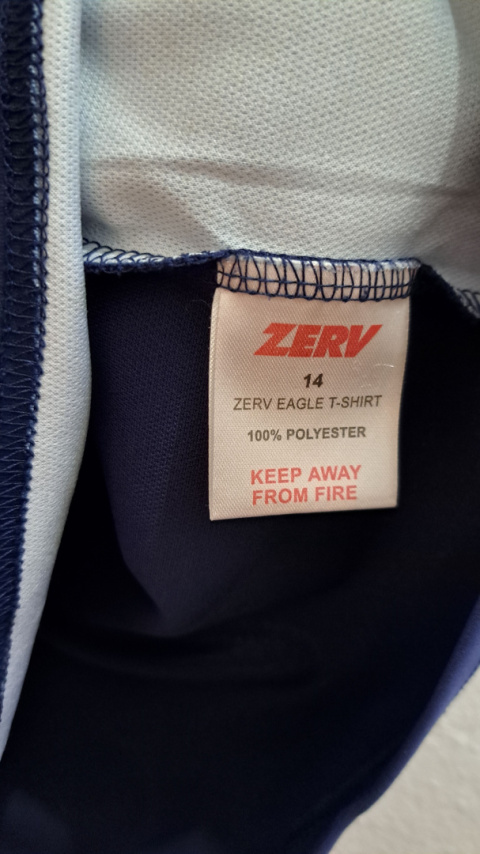 ZERV
14
ZERV EAGLE T-SHIRT
100% POLYESTER
KEEP AWAY
FROM FIRE